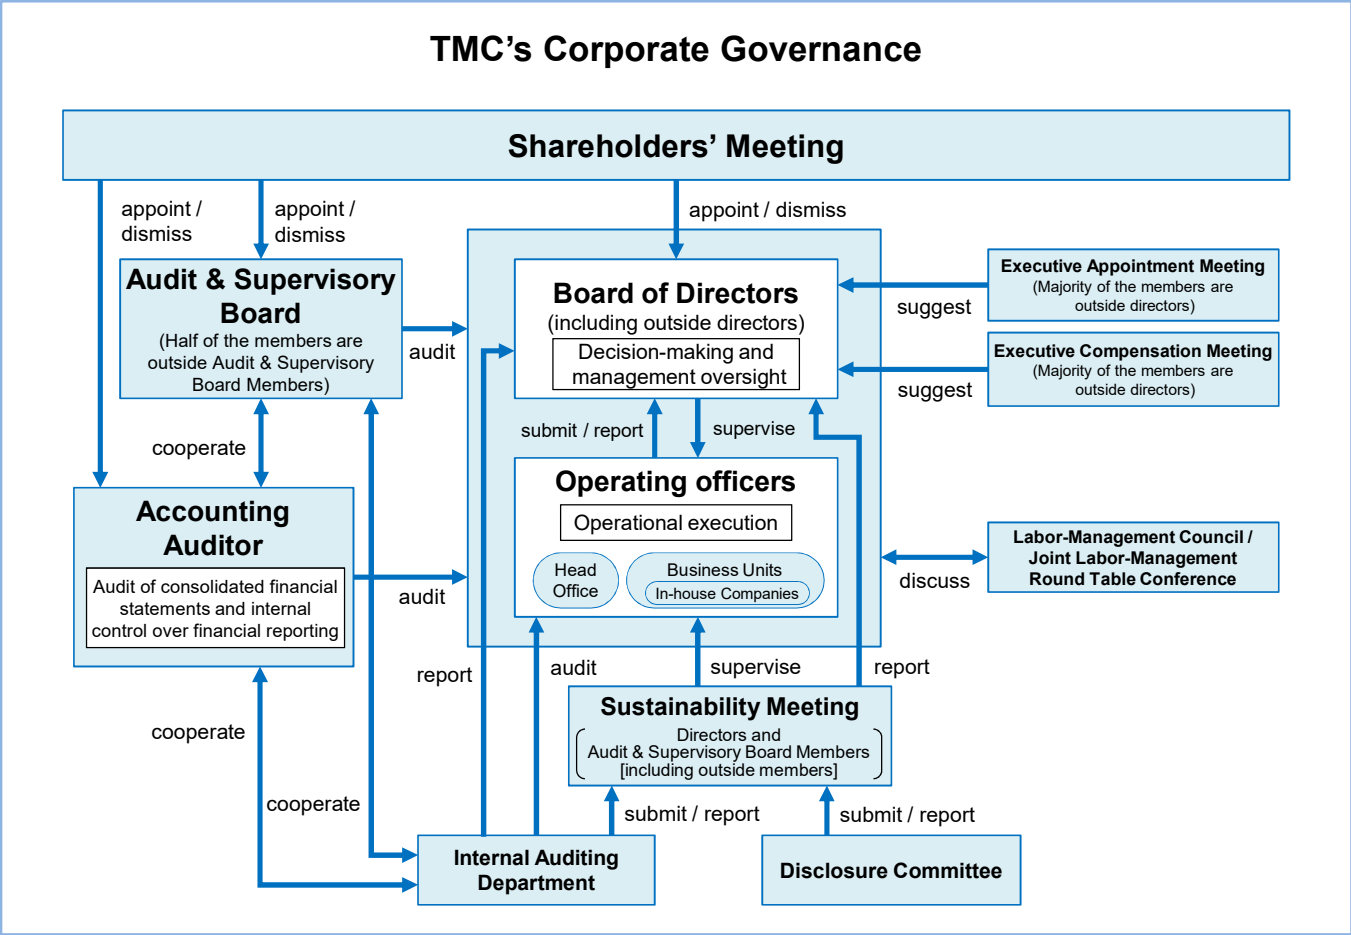 TMC’s Corporate Governance
Shareholders’ Meeting
appoint /
dismiss
appoint /
dismiss
appoint / dismiss
Audit & Supervisory
Board
(Half of the members are
outside Audit & Supervisory
Board Members)
audit
Board of Directors
(including outside directors)
Decision-making and
management oversight
suggest
Executive Appointment Meeting
(Majority of the members are
outside directors)
suggest
Executive Compensation Meeting
(Majority of the members are
outside directors)
cooperate
submit / report
supervise
Accounting
Auditor
Audit of consolidated financial
statements and internal
control over financial reporting
audit
Operating officers
Operational execution
Head
Office
Business Units
In-house Companies
discuss
Labor-Management Council /
Joint Labor-Management
Round Table Conference
report
audit
supervise
report
cooperate
cooperate
Sustainability Meeting
Directors and
Audit & Supervisory Board Members
[including outside members]
submit / report
submit / report
Internal Auditing
Department
Disclosure Committee